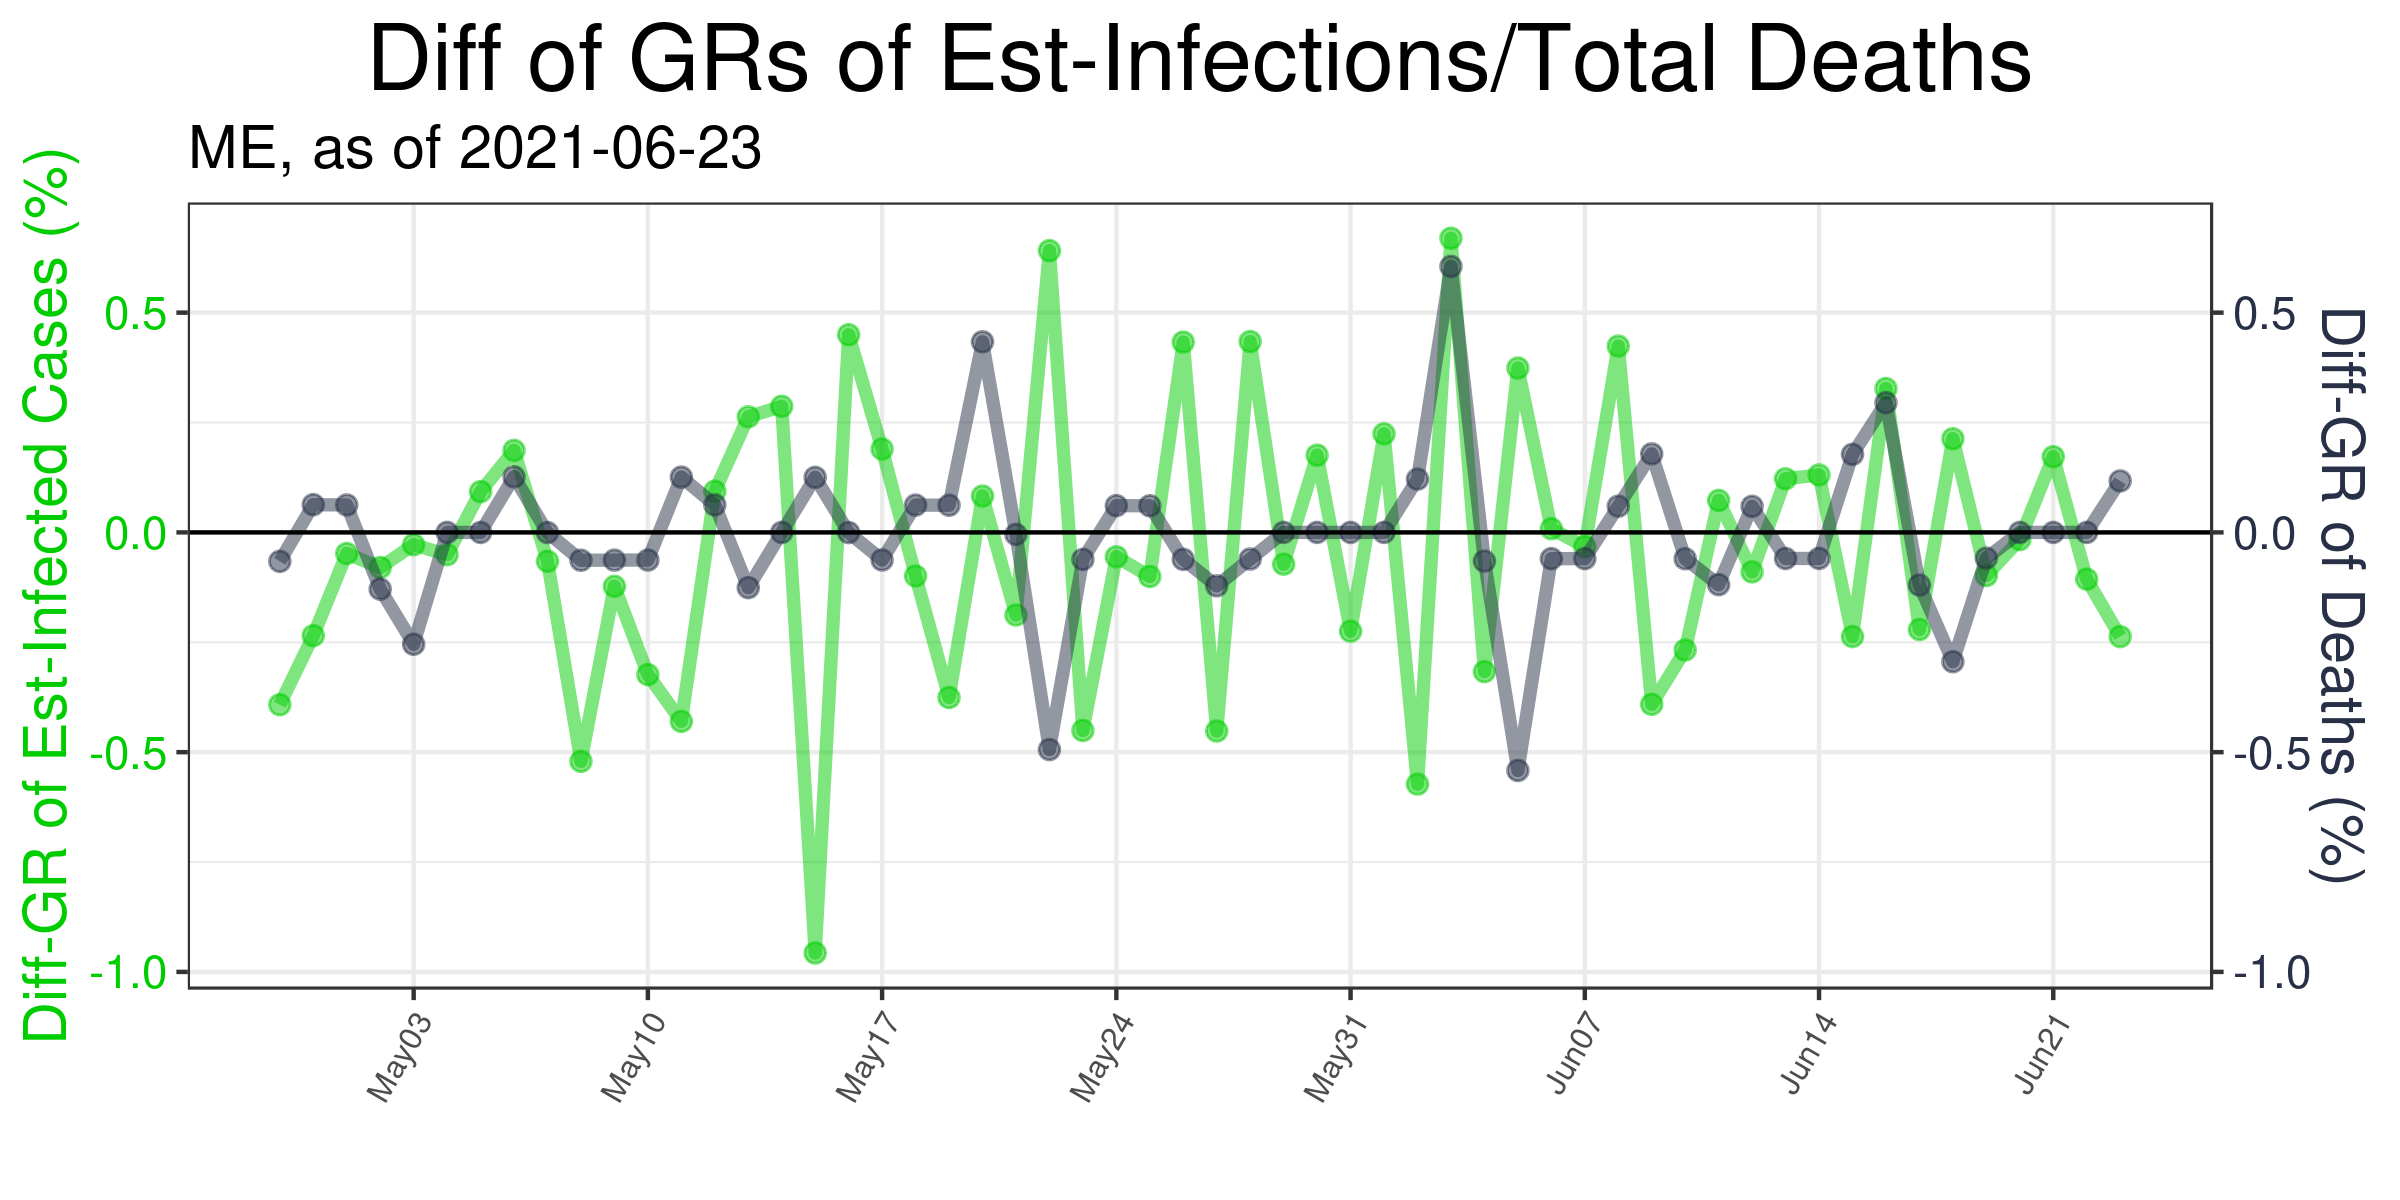 Diff of GRs of Est-Infections/Total Deaths
ME, as of 2021-06-23
Diff-GR of Est-Infected Cases (%)
0.5
0.0
-0.5
-1.0
0.5
0.0
-0.5
-1.0
Diff-GR of Deaths (%)
May03
May10
May17
May24
May31
Jun07
Jun14
Jun21